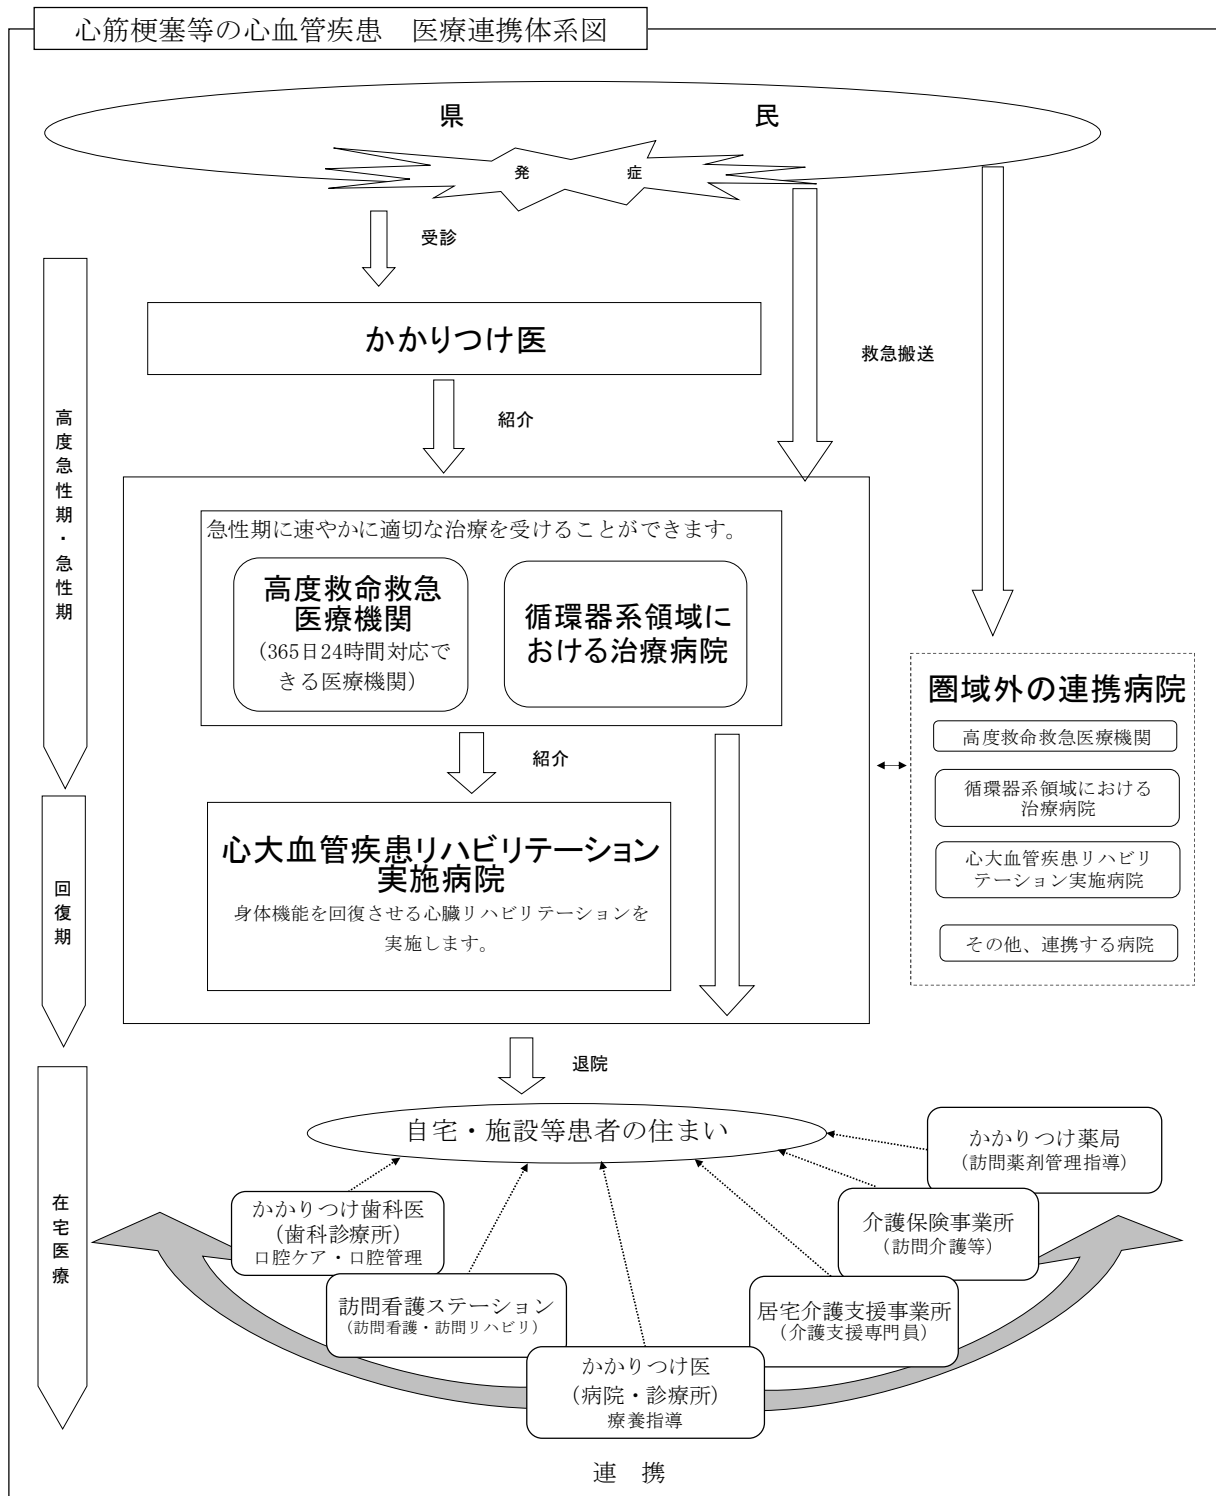 心筋梗塞等の心血管疾患　医療連携体系図
県　民
発　症
受診
かかりつけ医
救急搬送
紹介
高度急性期・急性期
急性期に速やかに適切な治療を受けることができます。
高度救命救急
医療機関
（365日24時間対応で
きる医療機関）
循環器系領域に
おける治療病院
圏域外の連携病院
高度救命救急医療機関
循環器系領域における
治療病院
心大血管疾患リハビリ
テーション実施病院
その他、連携する病院
紹介
回復期
心大血管疾患リハビリテーション
実施病院
身体機能を回復させる心臓リハビリテーションを
実施します。
退院
在宅医療
自宅・施設等患者の住まい
かかりつけ薬局
（訪問薬剤管理指導）
かかりつけ歯科医
（歯科診療所）
口腔ケア・口腔管理
介護保険事業所
（訪問介護等）
訪問看護ステーション
（訪問看護・訪問リハビリ）
居宅介護支援事業所
（介護支援専門員）
かかりつけ医
（病院・診療所）
療養指導
連　携